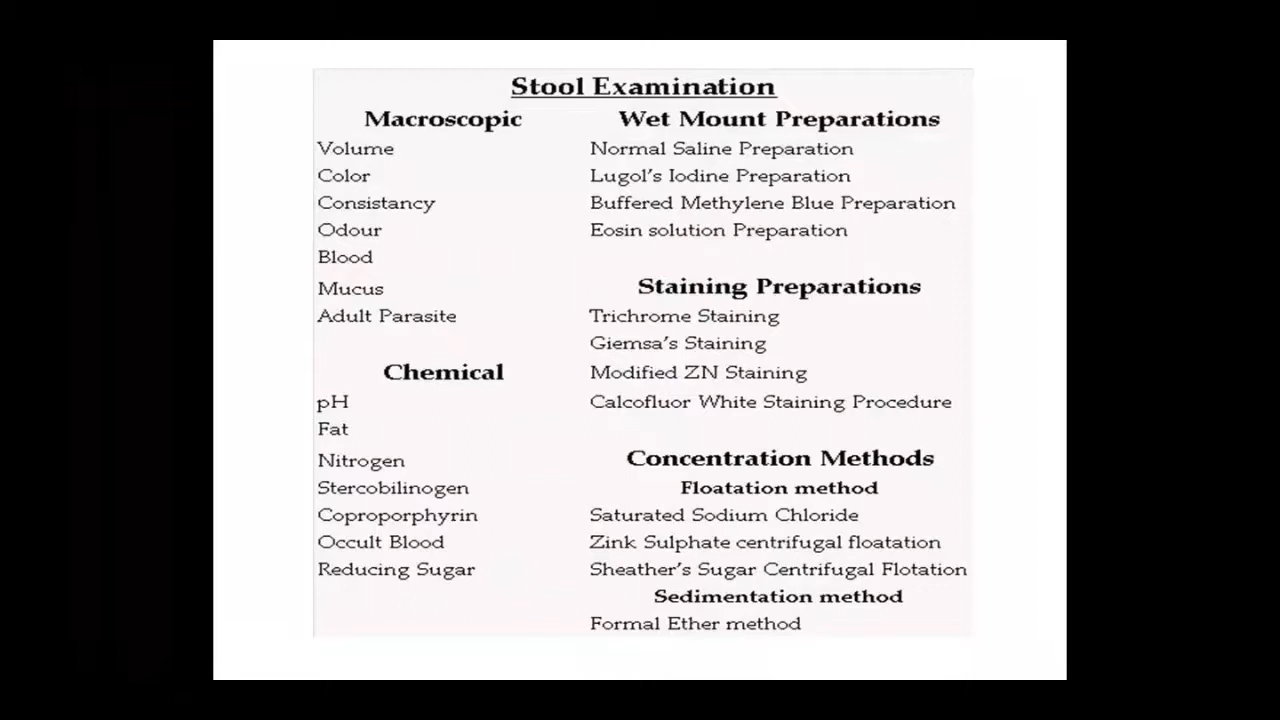 Stool Examination
Macroscopic
Volume
Color
Consistancy
Odour
Blood
Mucus
Adult Parasite
Chemical
pH
Fat
Nitrogen
Stercobilinogen
Coproporphyrin
Occult Blood
Reducing Sugar
Wet Mount Preparations
Normal Saline Preparation
Lugol's Iodine Preparation
Buffered Methylene Blue Preparation
Eosin solution Preparation
Staining Preparations
Trichrome Staining
Giemsa's Staining
Modified ZN Staining
Calcofluor White Staining Procedure
Concentration Methods
Floatation method
Saturated Sodium Chloride
Zink Sulphate centrifugal floatation
Sheather's Sugar Centrifugal Flotation
Sedimentation method
Formal Ether method